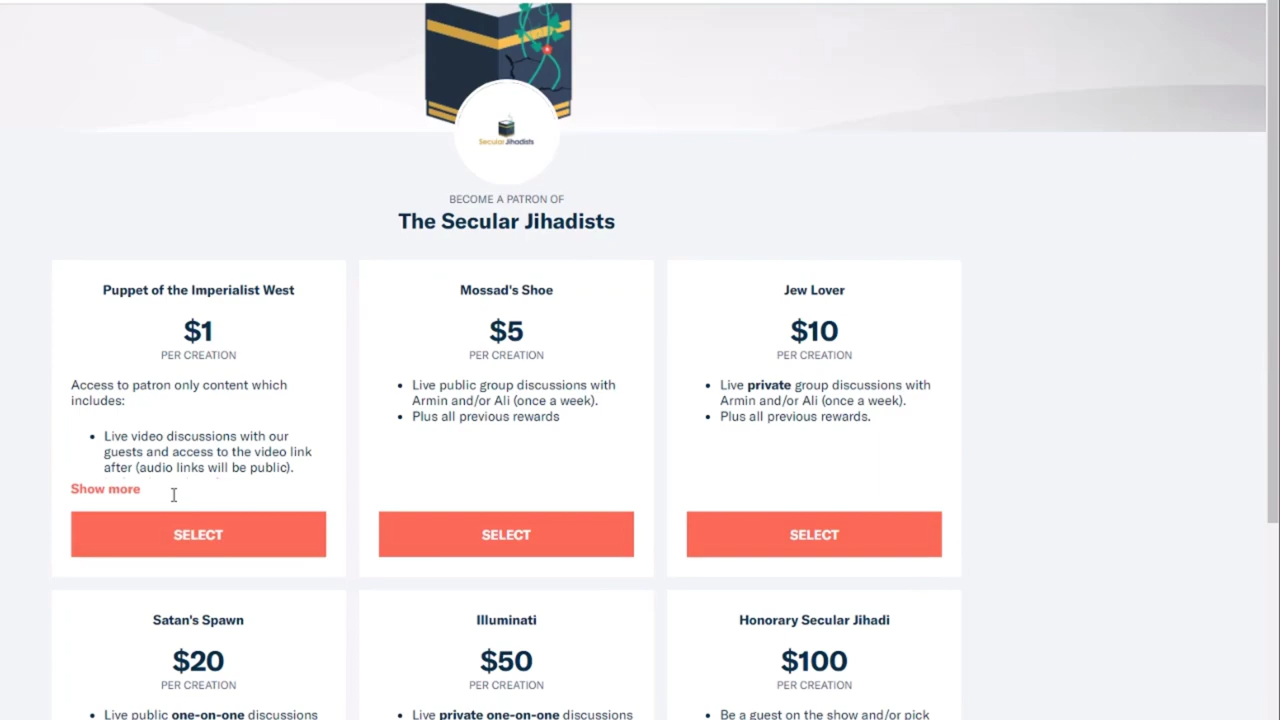 Secular Jihadists
BECOME A PATRON OF
The Secular Jihadists
Puppet of the Imperialist West
$1
PER CREATION
Access to patron only content which
includes:
• Live video discussions with our
guests and access to the video link
after (audio links will be public).
Show more
SELECT
Mossad's Shoe
$5
PER CREATION
• Live public group discussions with
Armin and/or Ali (once a week).
• Plus all previous rewards
SELECT
Jew Lover
$10
PER CREATION
• Live private group discussions with
Armin and/or Ali (once a week).
• Plus all previous rewards.
SELECT
Satan's Spawn
$20
PER CREATION
• Live public one-on-one discussions
Illuminati
$50
PER CREATION
• Live private one-on-one discussions
Honorary Secular Jihadi
$100
PER CREATION
• Be a guest on the show and/or pick